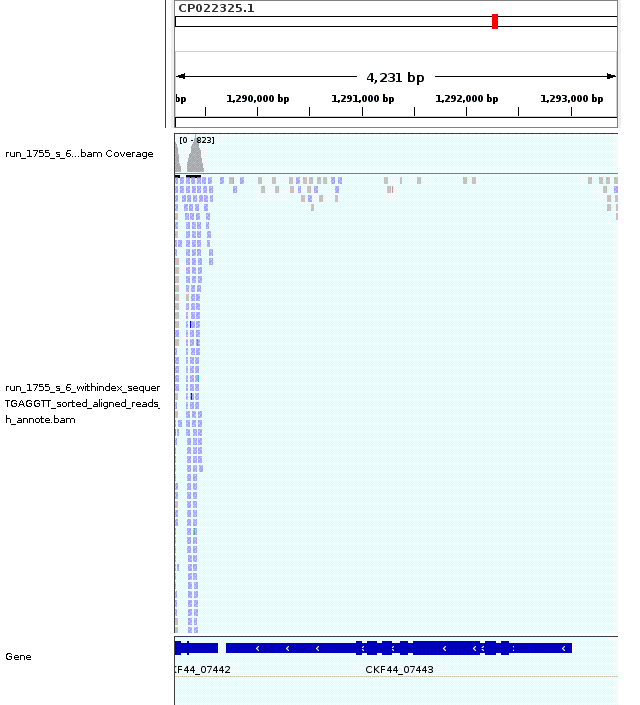 CP022325.1
4,231 bp
bp 1,290,000 bp 1,291,000 bp 1,292,000 bp 1,293,000 bp
[0 - 823]
run_1755_s_6...bam Coverage
run_1755_s_6_withindex_sequer
TGAGGTT_sorted_aligned_reads_
h_annote.bam
Gene
KF44_07442 CKF44_07443